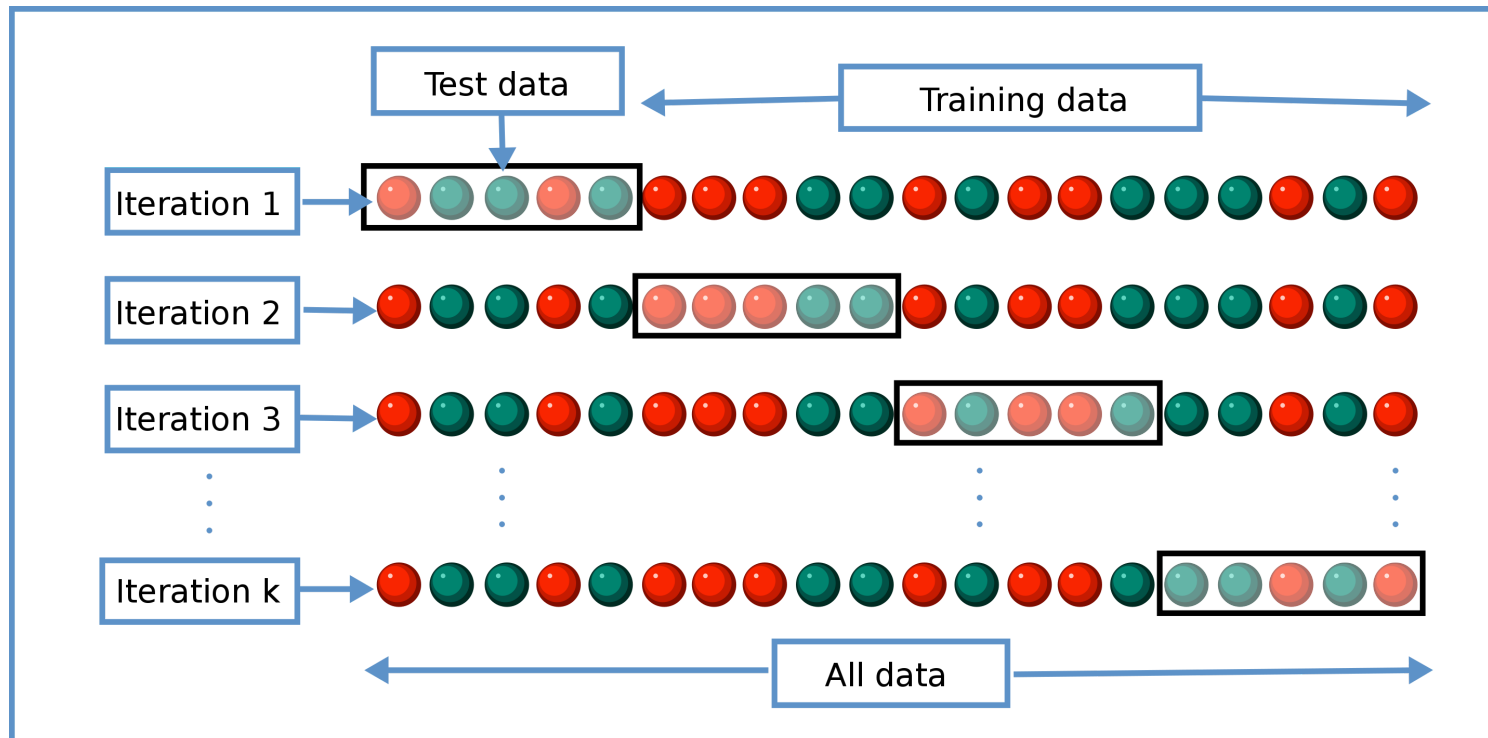 Test data
Training data
Iteration 1
Iteration 2
Iteration 3
Iteration k
All data